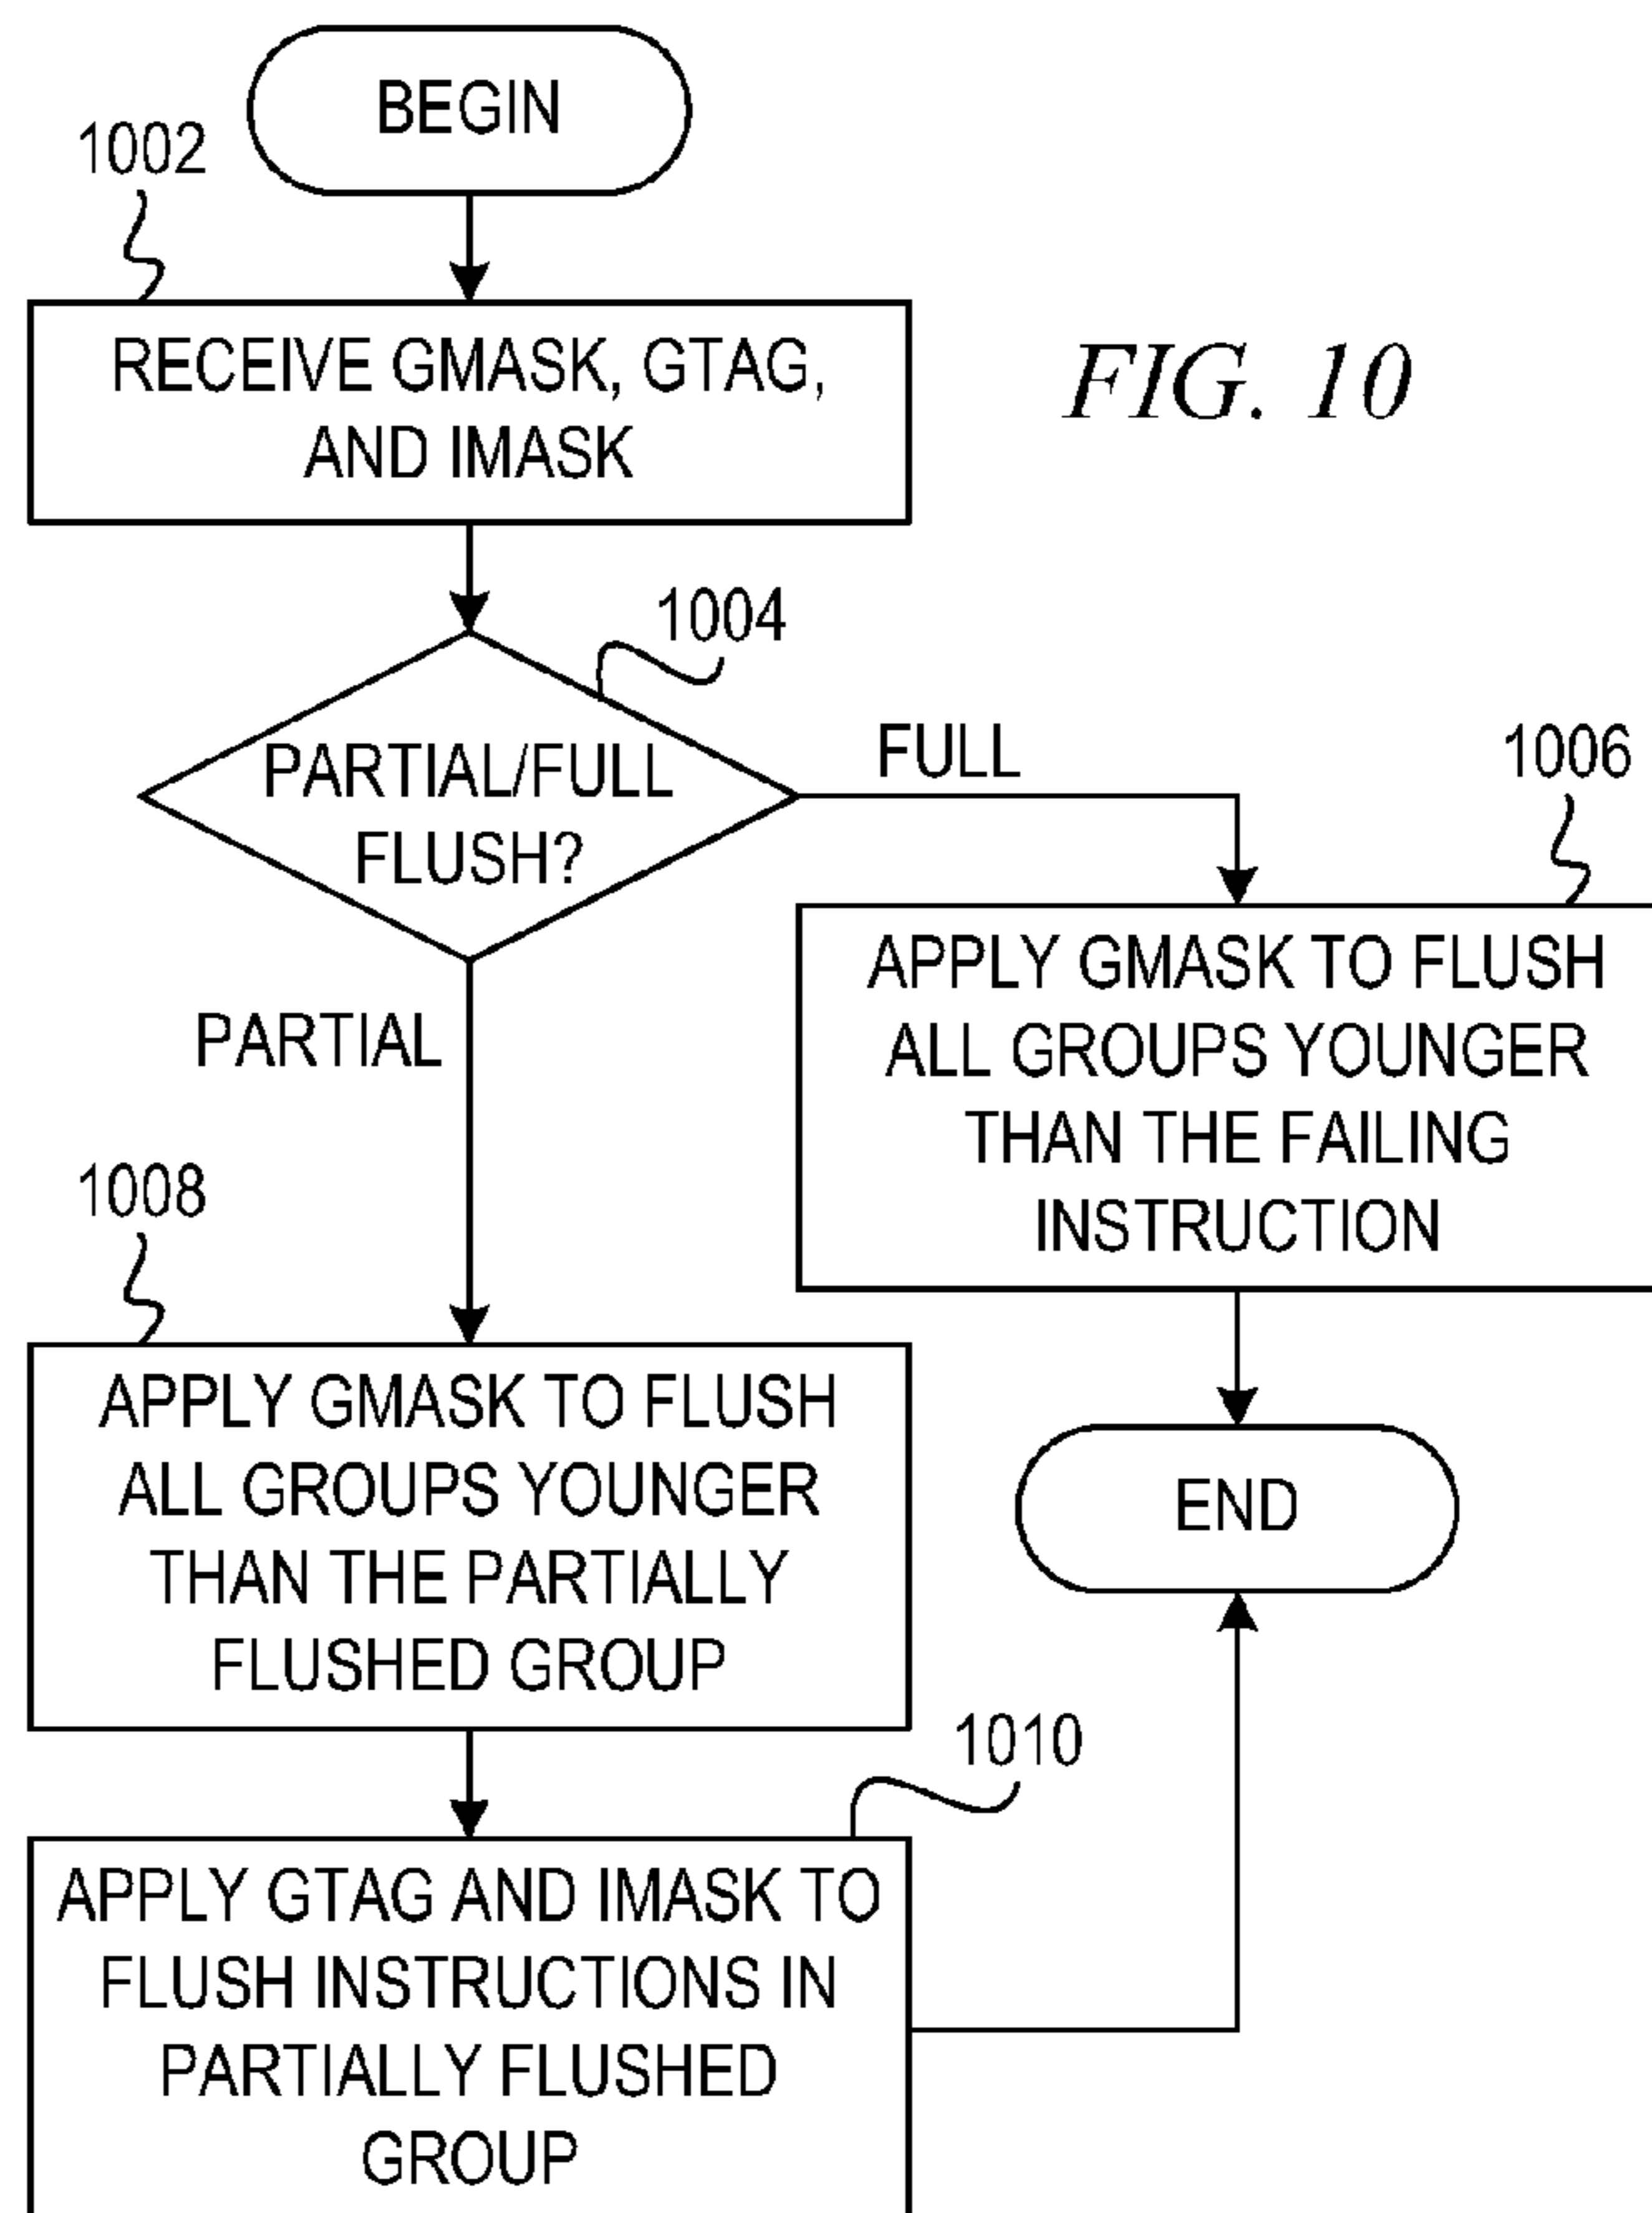 BEGIN
1002
RECEIVE GMASK, GTAG,
AND IMASK
FIG. 10
1004
PARTIAL/FULL
FLUSH?
FULL
1006
APPLY GMASK TO FLUSH
ALL GROUPS YOUNGER
THAN THE FAILING
INSTRUCTION
PARTIAL
1008
APPLY GMASK TO FLUSH
ALL GROUPS YOUNGER
THAN THE PARTIALLY
FLUSHED GROUP
END
1010
APPLY GTAG AND IMASK TO
FLUSH INSTRUCTIONS IN
PARTIALLY FLUSHED
GROUP